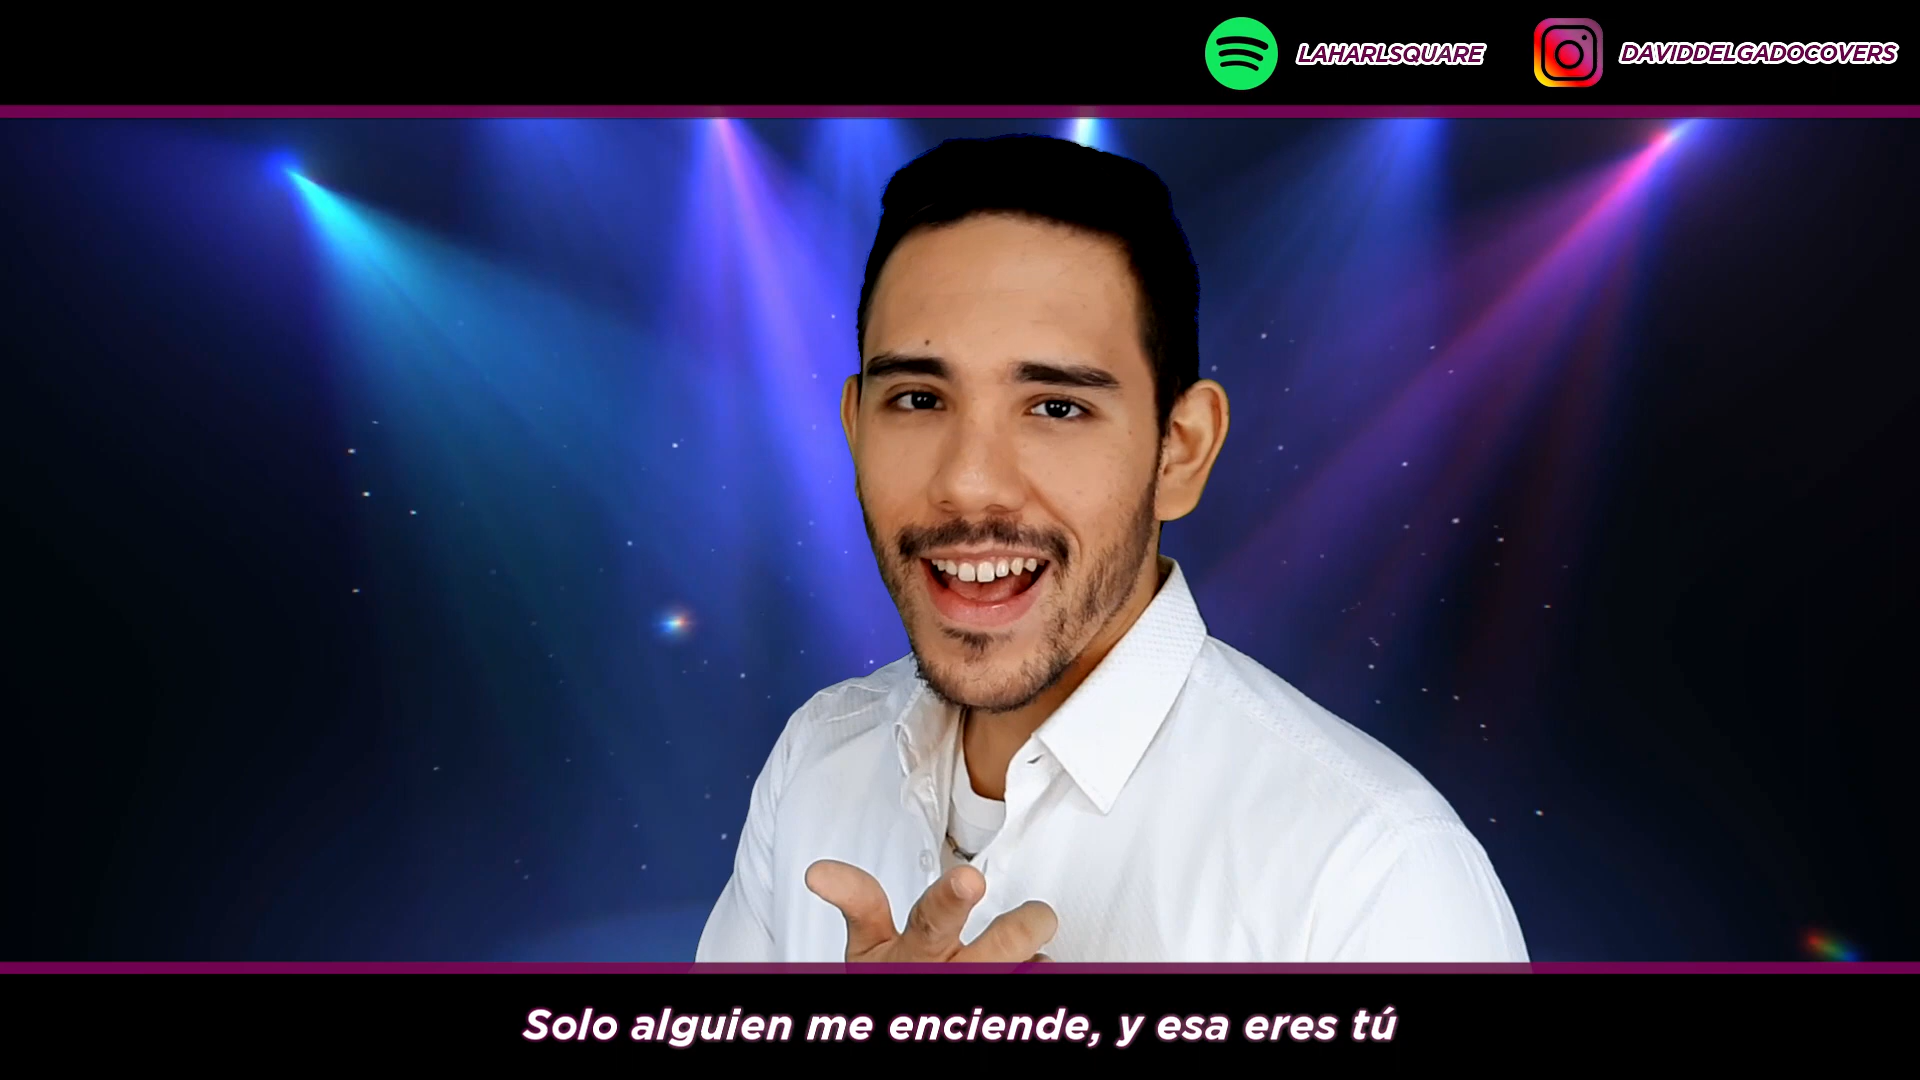 LAHARLSQUARE
DAVIDDELGADOCOVERS
Solo alguien me enciende, y esa eres tú